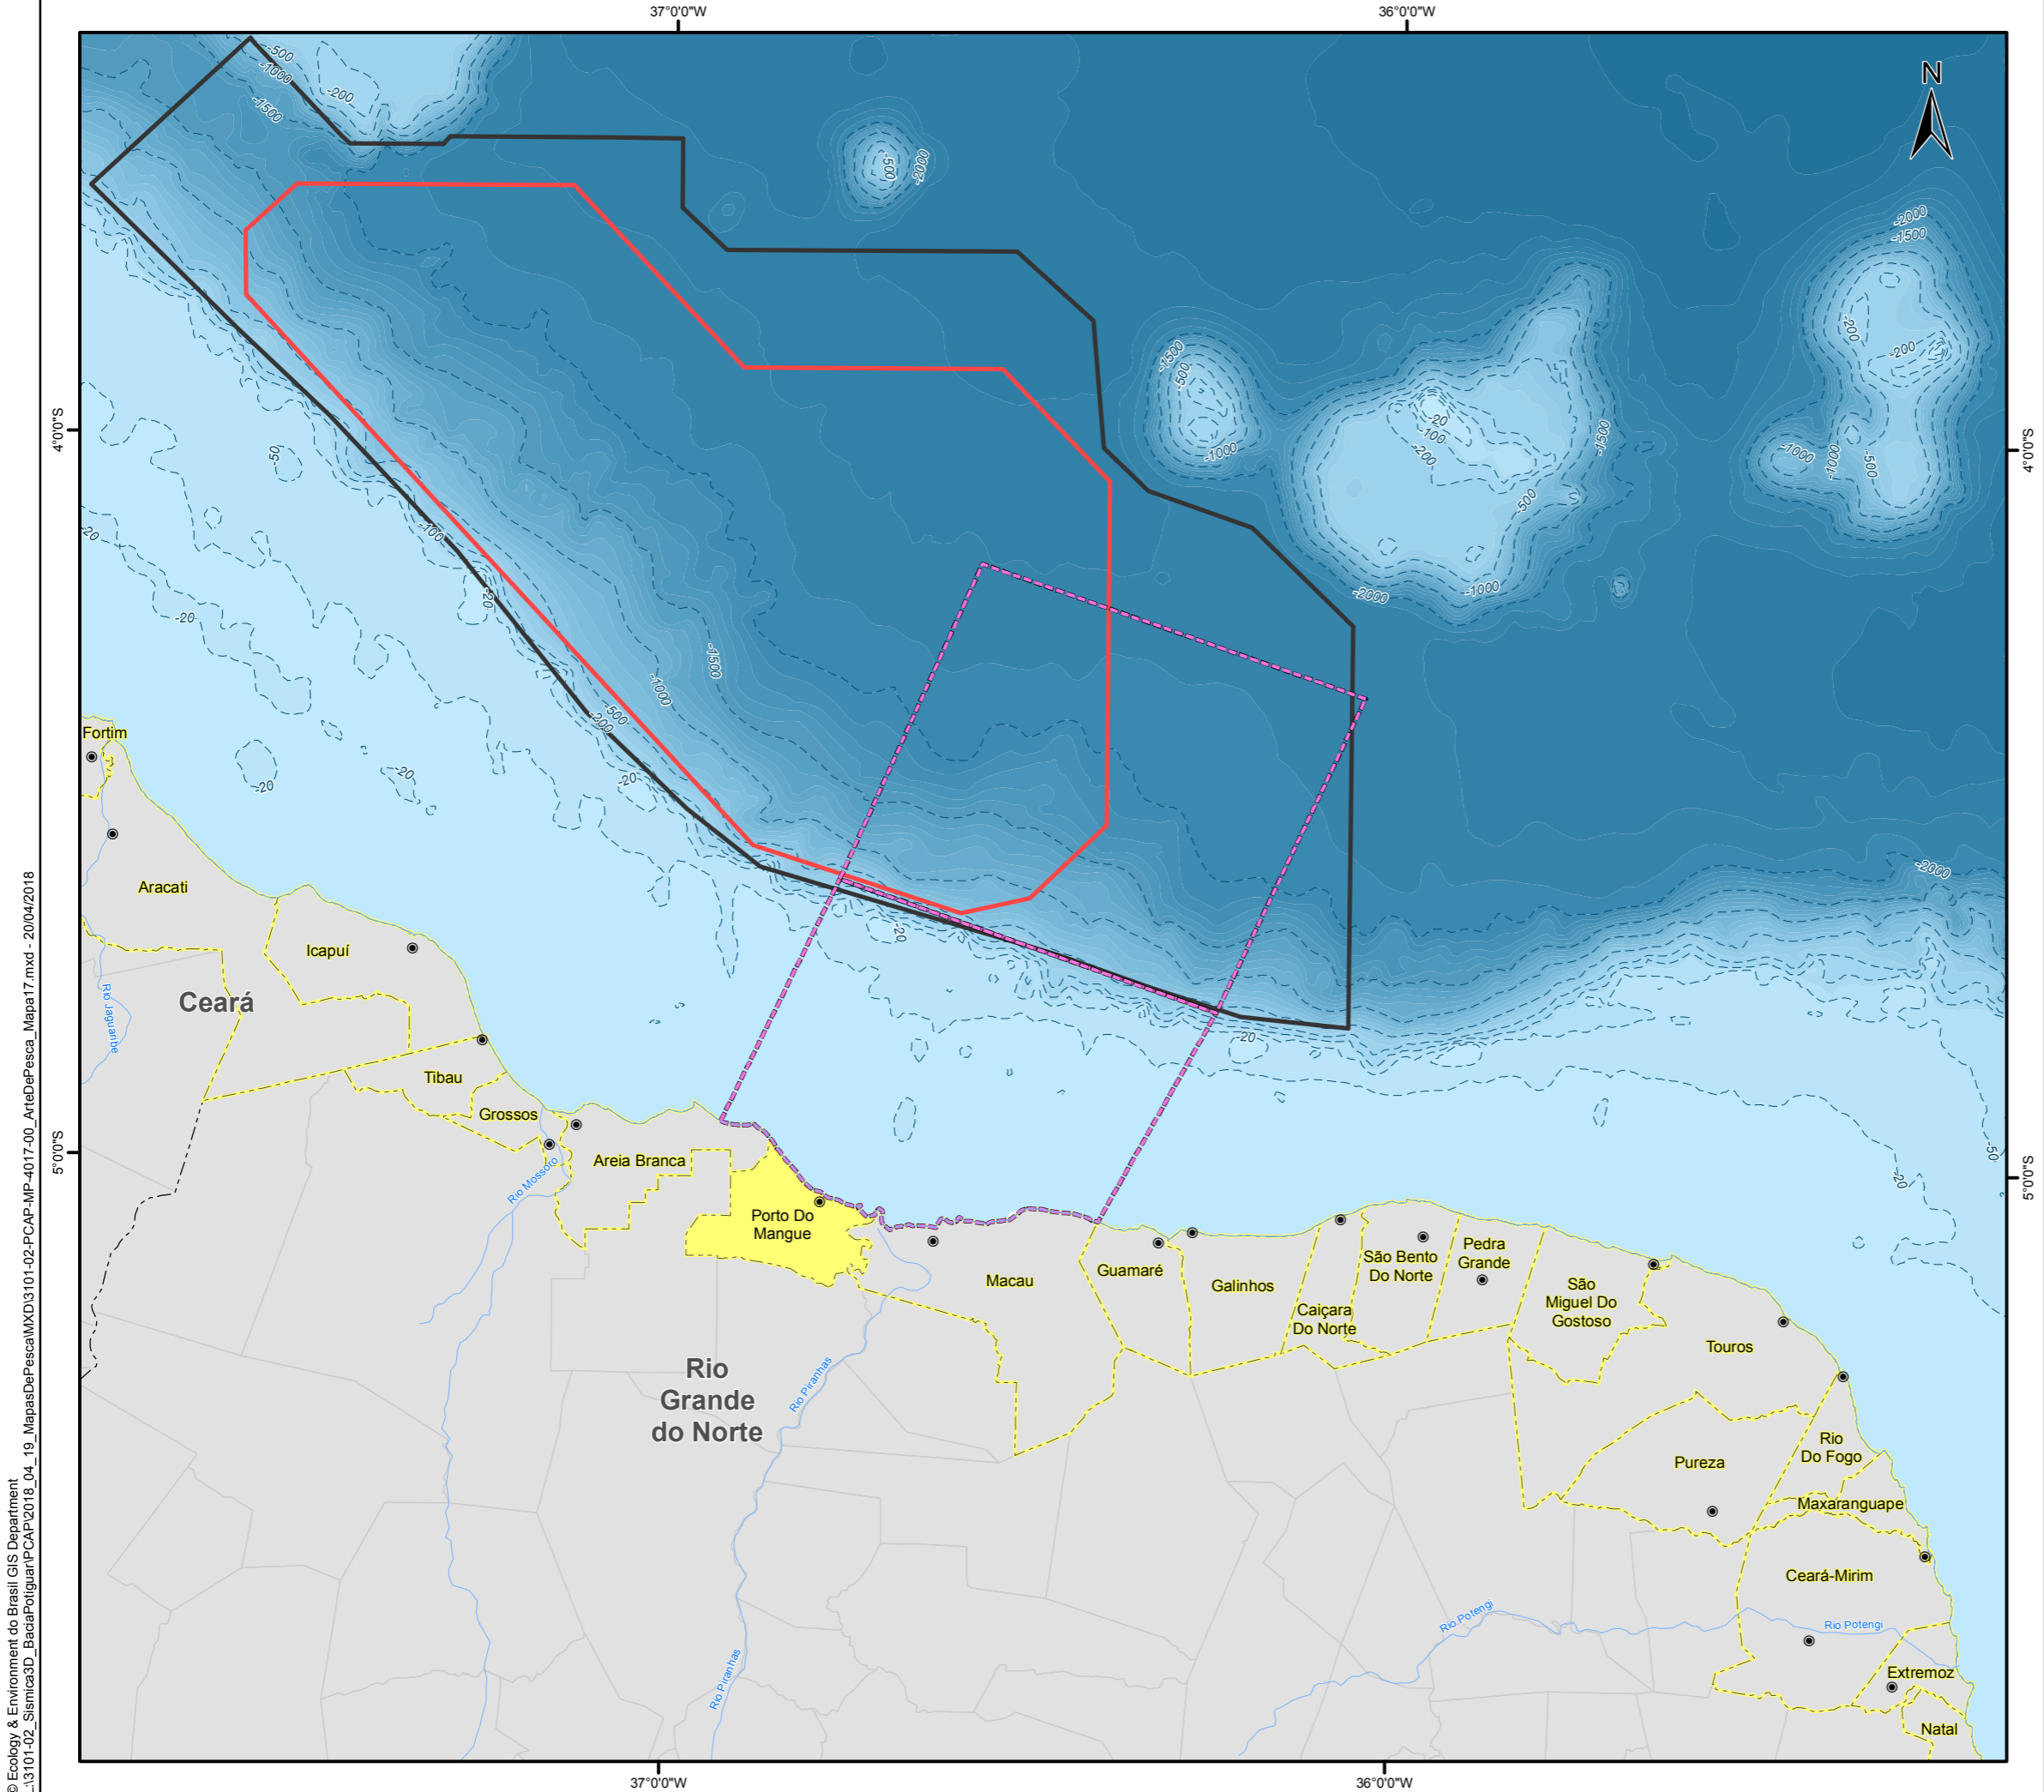 37°0'0"W
36°0'0"W
N
-500
-1000
-200
-1500
-500
-2000
-2000
-1500
-200
-200
-1500
-500
-1000
-20
-100
-200
-1500
-500
-1000
-1000
-500
-1000
-2000
4°0'0"S
4°0'0"S
-50
-20
-100
-20
-20
-1500
-1000
-500
-200
-20
-20
-20
-2000
-20
-20
-50
-20
Fortim
Aracati
Icapuí
Ceará
Rio Jaguaribe
Tibau
Grossos
5°0'0"S
5°0'0"S
Areia Branca
Rio Mossoró
Porto Do
Mangue
Macau
Guamaré
Galinhos
Caiçara
Do Norte
São Bento
Do Norte
Pedra
Grande
São
Miguel Do
Gostoso
Touros
Rio
Grande
do Norte
Rio Piranhas
Rio
Do Fogo
Pureza
Maxaranguape
Ceará-Mirim
Rio Potengi
Rio Potengi
Rio Piranhas
Extremoz
Natal
37°0'0"W
36°0'0"W
© Ecology & Environment do Brasil GIS Department
L:\3101-02_Sismica3D_BaciaPotiguar\PCAP\2018_04_19_MapasDePesca\MXD\3101-02-PCAP-MP-4017-00_ArteDePesca_Mapa17.mxd - 20/04/2018